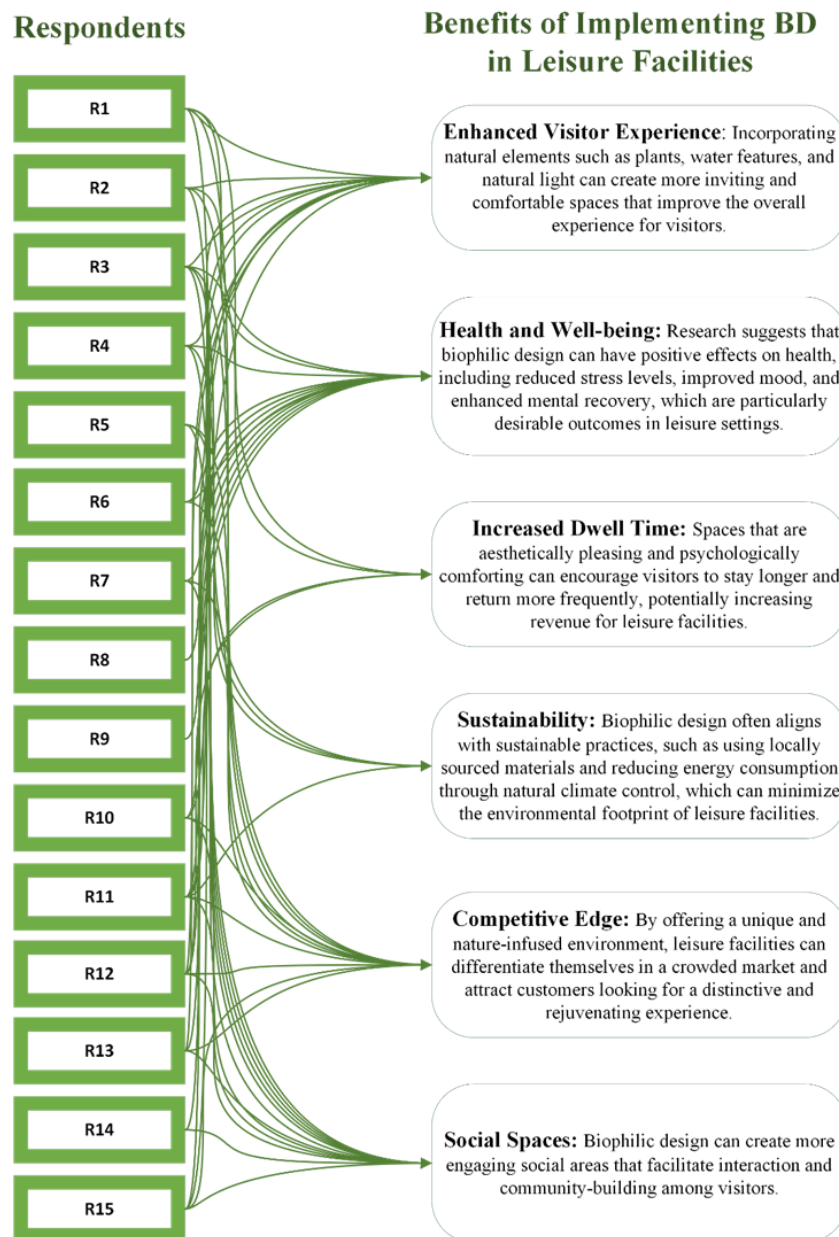 Respondents
R1
R2
R3
R4
R5
R6
R7
R8
R9
R10
R11
R12
R13
R14
R15
Benefits of Implementing BD
in Leisure Facilities
Enhanced Visitor Experience: Incorporating
natural elements such as plants, water features, and
natural light can create more inviting and
comfortable spaces that improve the overall
experience for visitors.
Health and Well-being: Research suggests that
biophilic design can have positive effects on health,
including reduced stress levels, improved mood, and
enhanced mental recovery, which are particularly
desirable outcomes in leisure settings.
Increased Dwell Time: Spaces that are
aesthetically pleasing and psychologically
comforting can encourage visitors to stay longer and
return more frequently, potentially increasing
revenue for leisure facilities.
Sustainability: Biophilic design often aligns
with sustainable practices, such as using locally
sourced materials and reducing energy consumption
through natural climate control, which can minimize
the environmental footprint of leisure facilities.
Competitive Edge: By offering a unique and
nature-infused environment, leisure facilities can
differentiate themselves in a crowded market and
attract customers looking for a distinctive and
rejuvenating experience.
Social Spaces: Biophilic design can create more
engaging social areas that facilitate interaction and
community-building among visitors.